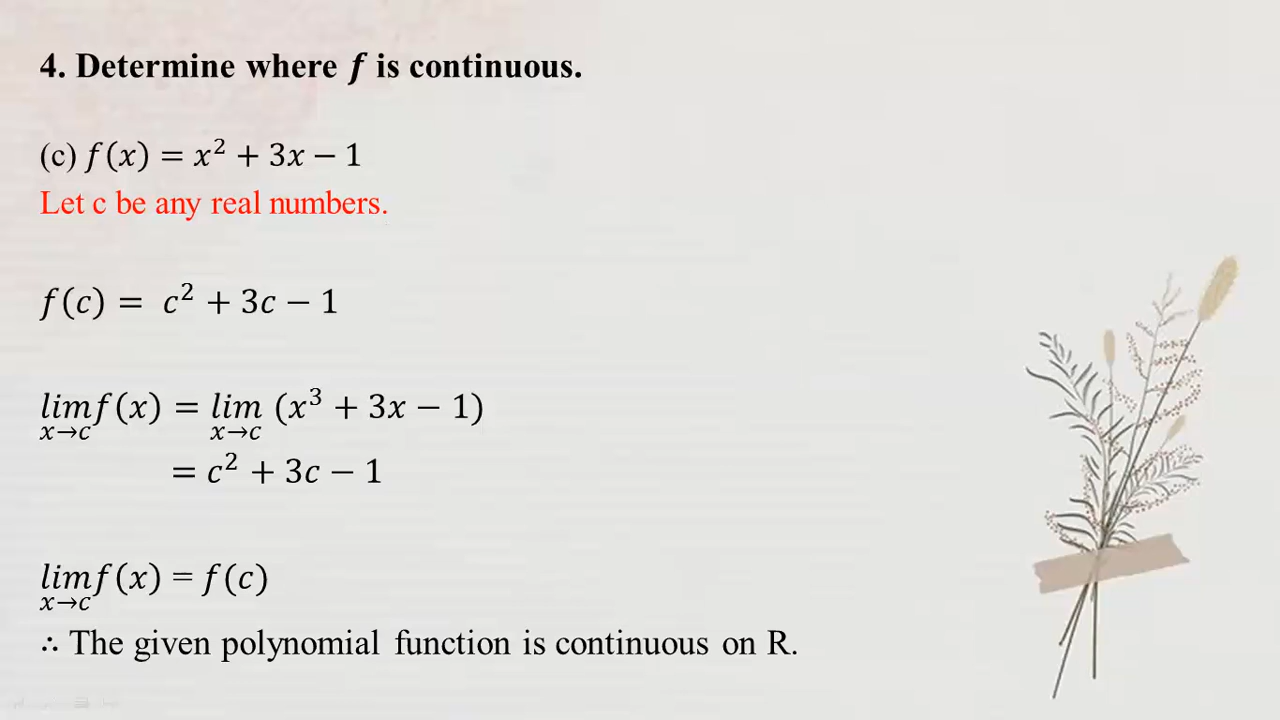 4. Determine where 𝒇 is continuous.
(c) 𝑓(𝑥) = 𝑥² + 3𝑥 − 1
Let c be any real numbers.
𝑓(𝑐) = 𝑐² + 3𝑐 − 1
𝑙𝑖𝑚 𝑓(𝑥) = 𝑙𝑖𝑚 (𝑥³ + 3𝑥 − 1)
𝑥→𝑐 𝑥→𝑐
= 𝑐² + 3𝑐 − 1
𝑙𝑖𝑚 𝑓(𝑥) = 𝑓(𝑐)
𝑥→𝑐
∴ The given polynomial function is continuous on R.